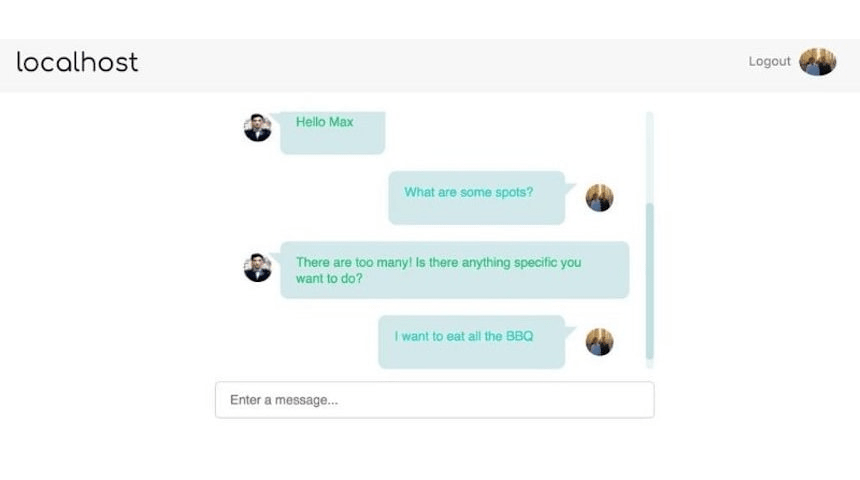 localhost
Logout
Hello Max
What are some spots?
There are too many! Is there anything specific you
want to do?
I want to eat all the BBQ
Enter a message...